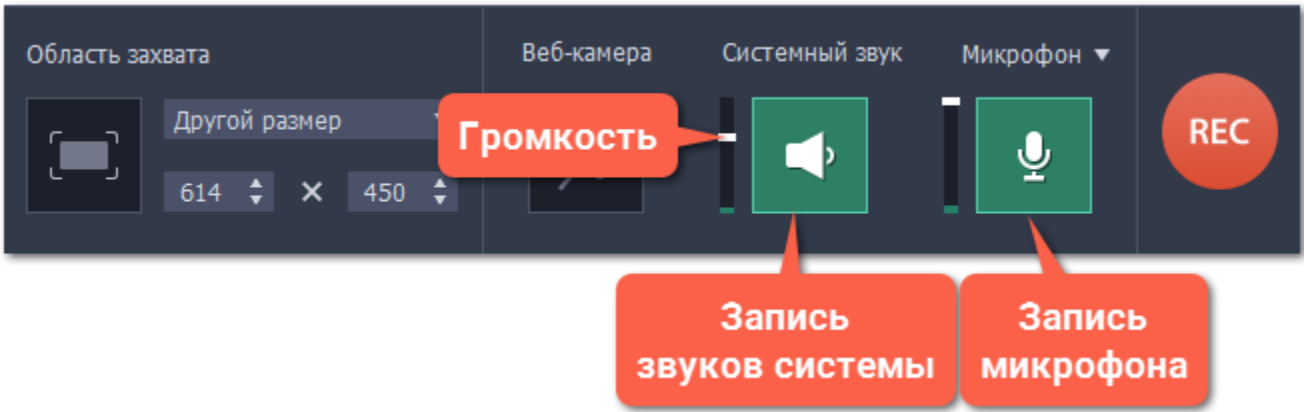 Область захвата
Веб-камера
Системный звук
Микрофон
Другой размер
614 × 450
Громкость
REC
Запись
звуков системы
Запись
микрофона